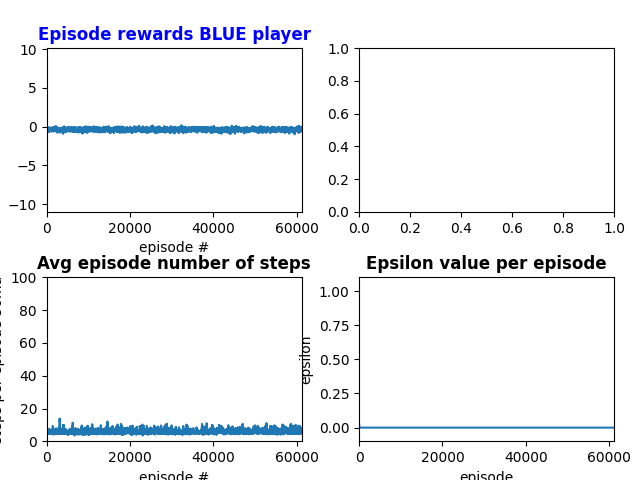 Episode rewards BLUE player
10
5
0
−5
−10
0 20000 40000 60000
episode #
1.0
0.8
0.6
0.4
0.2
0.0
0.0 0.2 0.4 0.6 0.8 1.0
Avg episode number of steps
100
80
60
40
20
0
0 20000 40000 60000
episode #
Epsilon value per episode
epsilon
1.00
0.75
0.50
0.25
0.00
0 20000 40000 60000
episode